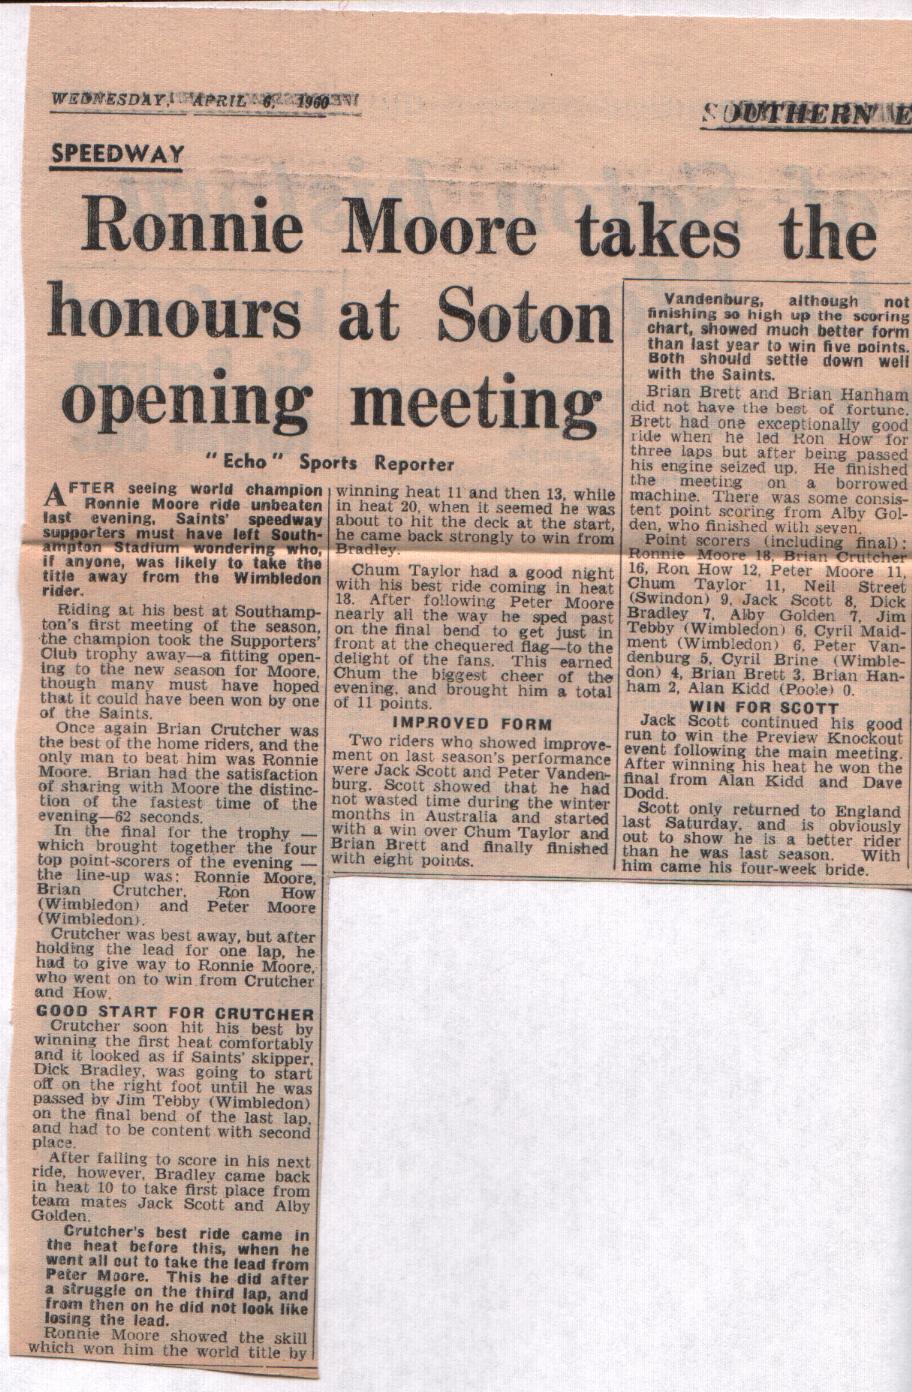 WEDNESDAY, APRIL 6, 1960
SOUTHERN E
SPEEDWAY
Ronnie Moore takes the
honours at Soton
opening meeting
"Echo" Sports Reporter
AFTER seeing world champion
Ronnie Moore ride unbeaten
last evening, Saints' speedway
supporters must have left South-
ampton Stadium wondering who,
if anyone, was likely to take the
title away from the Wimbledon
rider.
Riding at his best at Southamp-
ton's first meeting of the season,
the champion took the Supporters'
Club trophy away—a fitting open-
ing to the new season for Moore,
though many must have hoped
that it could have been won by one
of the Saints.
Once again Brian Crutcher was
the best of the home riders, and the
only man to beat him was Ronnie
Moore. Brian had the satisfaction
of sharing with Moore the distinc-
tion of the fastest time of the
evening—62 seconds.
In the final for the trophy —
which brought together the four
top point-scorers of the evening —
the line-up was: Ronnie Moore,
Brian Crutcher, Ron How
(Wimbledon) and Peter Moore
(Wimbledon).
Crutcher was best away, but after
holding the lead for one lap, he
had to give way to Ronnie Moore,
who went on to win from Crutcher
and How.
GOOD START FOR CRUTCHER
Crutcher soon hit his best by
winning the first heat comfortably
and it looked as if Saints' skipper,
Dick Bradley, was going to start
off on the right foot until he was
passed by Jim Tebby (Wimbledon)
on the final bend of the last lap,
and had to be content with second
place.
After failing to score in his next
ride, however, Bradley came back
in heat 10 to take first place from
team mates Jack Scott and Alby
Golden.
Crutcher's best ride came in
the heat before this, when he
went all out to take the lead from
Peter Moore. This he did after
a struggle on the third lap, and
from then on he did not look like
losing the lead.
Ronnie Moore showed the skill
which won him the world title by
winning heat 11 and then 13, while
in heat 20, when it seemed he was
about to hit the deck at the start,
he came back strongly to win from
Bradley.
Chum Taylor had a good night
with his best ride coming in heat
18. After following Peter Moore
nearly all the way he sped past
on the final bend to get just in
front at the chequered flag—to the
delight of the fans. This earned
Chum the biggest cheer of the
evening, and brought him a total
of 11 points.
IMPROVED FORM
Two riders who showed improve-
ment on last season's performance
were Jack Scott and Peter Vanden-
burg. Scott showed that he had
not wasted time during the winter
months in Australia and started
with a win over Chum Taylor and
Brian Brett and finally finished
with eight points.
Vandenburg, although not
finishing so high up the scoring
chart, showed much better form
than last year to win five points.
Both should settle down well
with the Saints.
Brian Brett and Brian Hanham
did not have the best of fortune.
Brett had one exceptionally good
ride when he led Ron How for
three laps but after being passed
his engine seized up. He finished
the meeting on a borrowed
machine. There was some consis-
tent point scoring from Alby Gol-
den, who finished with seven.
Point scorers (including final):
Ronnie Moore 18, Brian Crutcher
16, Ron How 12, Peter Moore 11,
Chum Taylor 11, Neil Street
(Swindon) 9, Jack Scott 8, Dick
Bradley 7, Alby Golden 7, Jim
Tebby (Wimbledon) 6, Cyril Maid-
ment (Wimbledon) 6, Peter Van-
denburg 5, Cyril Brine (Wimble-
don) 4, Brian Brett 3, Brian Han-
ham 2, Alan Kidd (Poole) 0.
WIN FOR SCOTT
Jack Scott continued his good
run to win the Preview Knockout
event following the main meeting.
After winning his heat he won the
final from Alan Kidd and Dave
Dodd.
Scott only returned to England
last Saturday, and is obviously
out to show he is a better rider
than he was last season. With
him came his four-week bride.